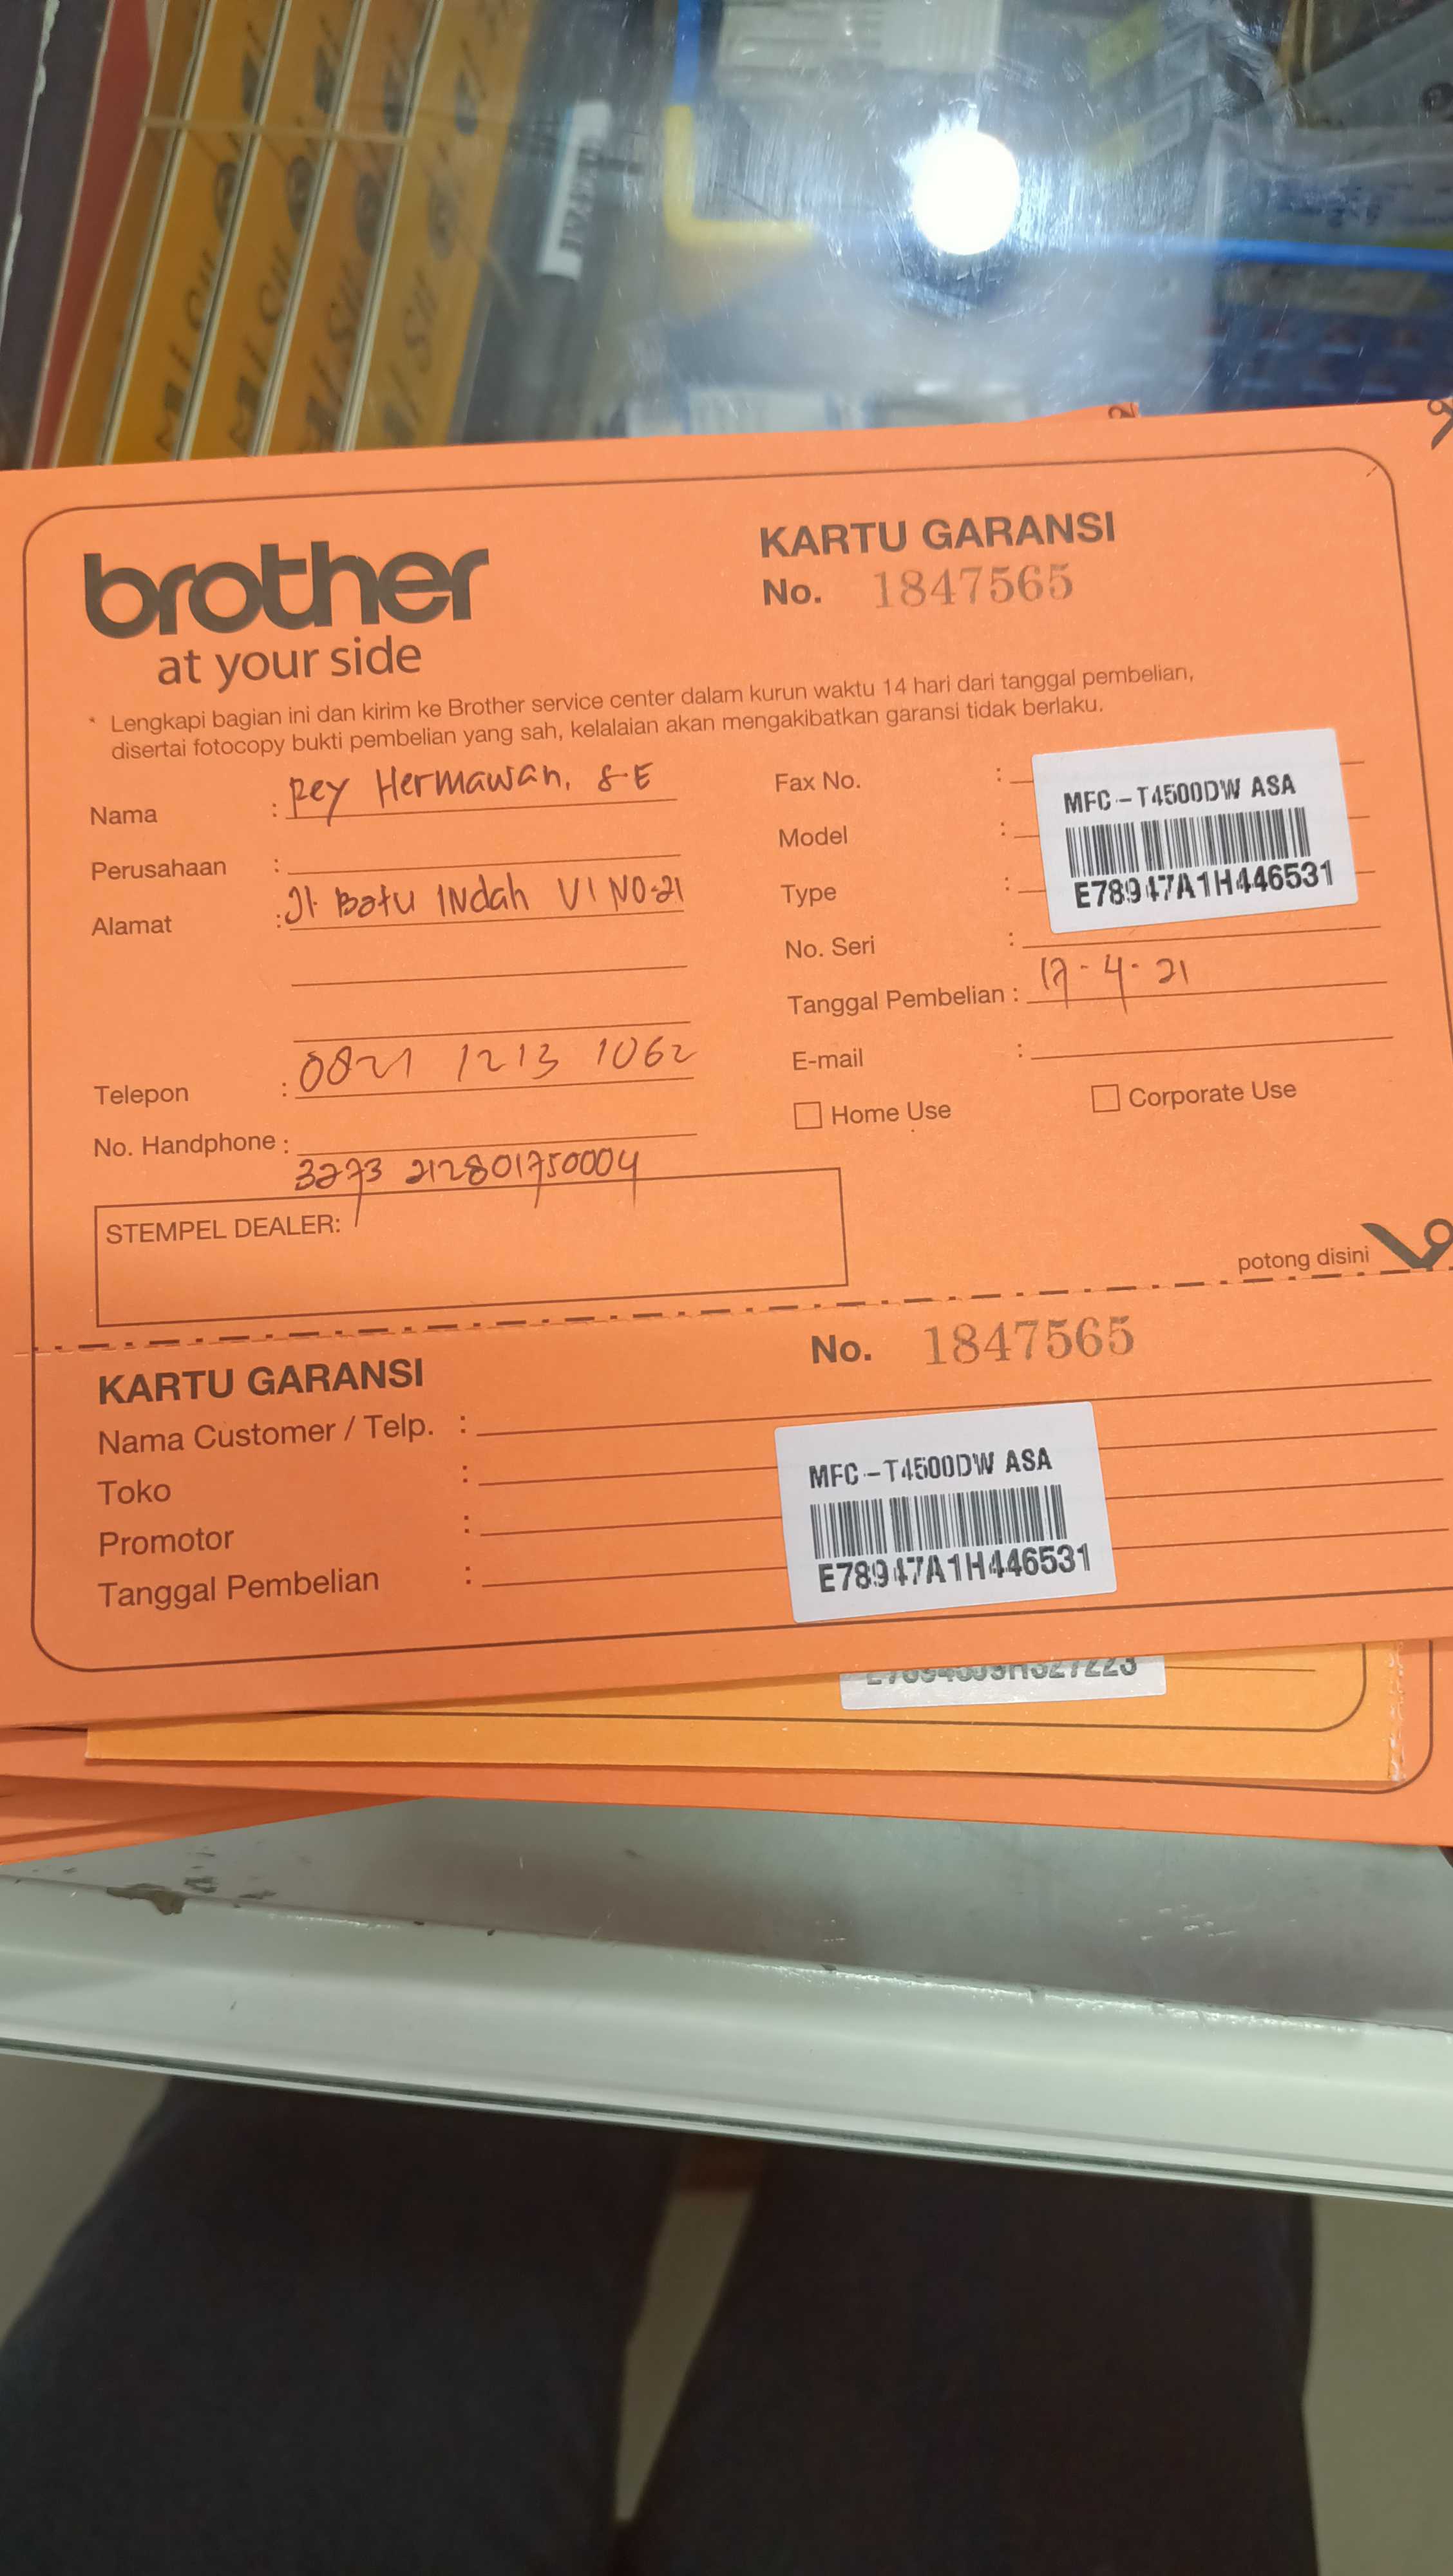 brother
at your side
KARTU GARANSI
No. 1847565
* Lengkapi bagian ini dan kirim ke Brother service center dalam kurun waktu 14 hari dari tanggal pembelian,
disertai fotocopy bukti pembelian yang sah, kelalaian akan mengakibatkan garansi tidak berlaku.
Nama : Rey Hermawan, S.E
Perusahaan :
Alamat : Jl. Batu Indah VI NO.21
Telepon : 0821 1213 1062
No. Handphone :
3273 212801750004
STEMPEL DEALER:
Fax No. :
Model :
Type :
MFC-T4500DW ASA
E78947A1H446531
No. Seri :
Tanggal Pembelian : 17-4-21
E-mail :
Home Use
Corporate Use
potong disini
KARTU GARANSI
No. 1847565
Nama Customer / Telp. :
Toko :
Promotor :
Tanggal Pembelian :
MFC-T4500DW ASA
E78947A1H446531